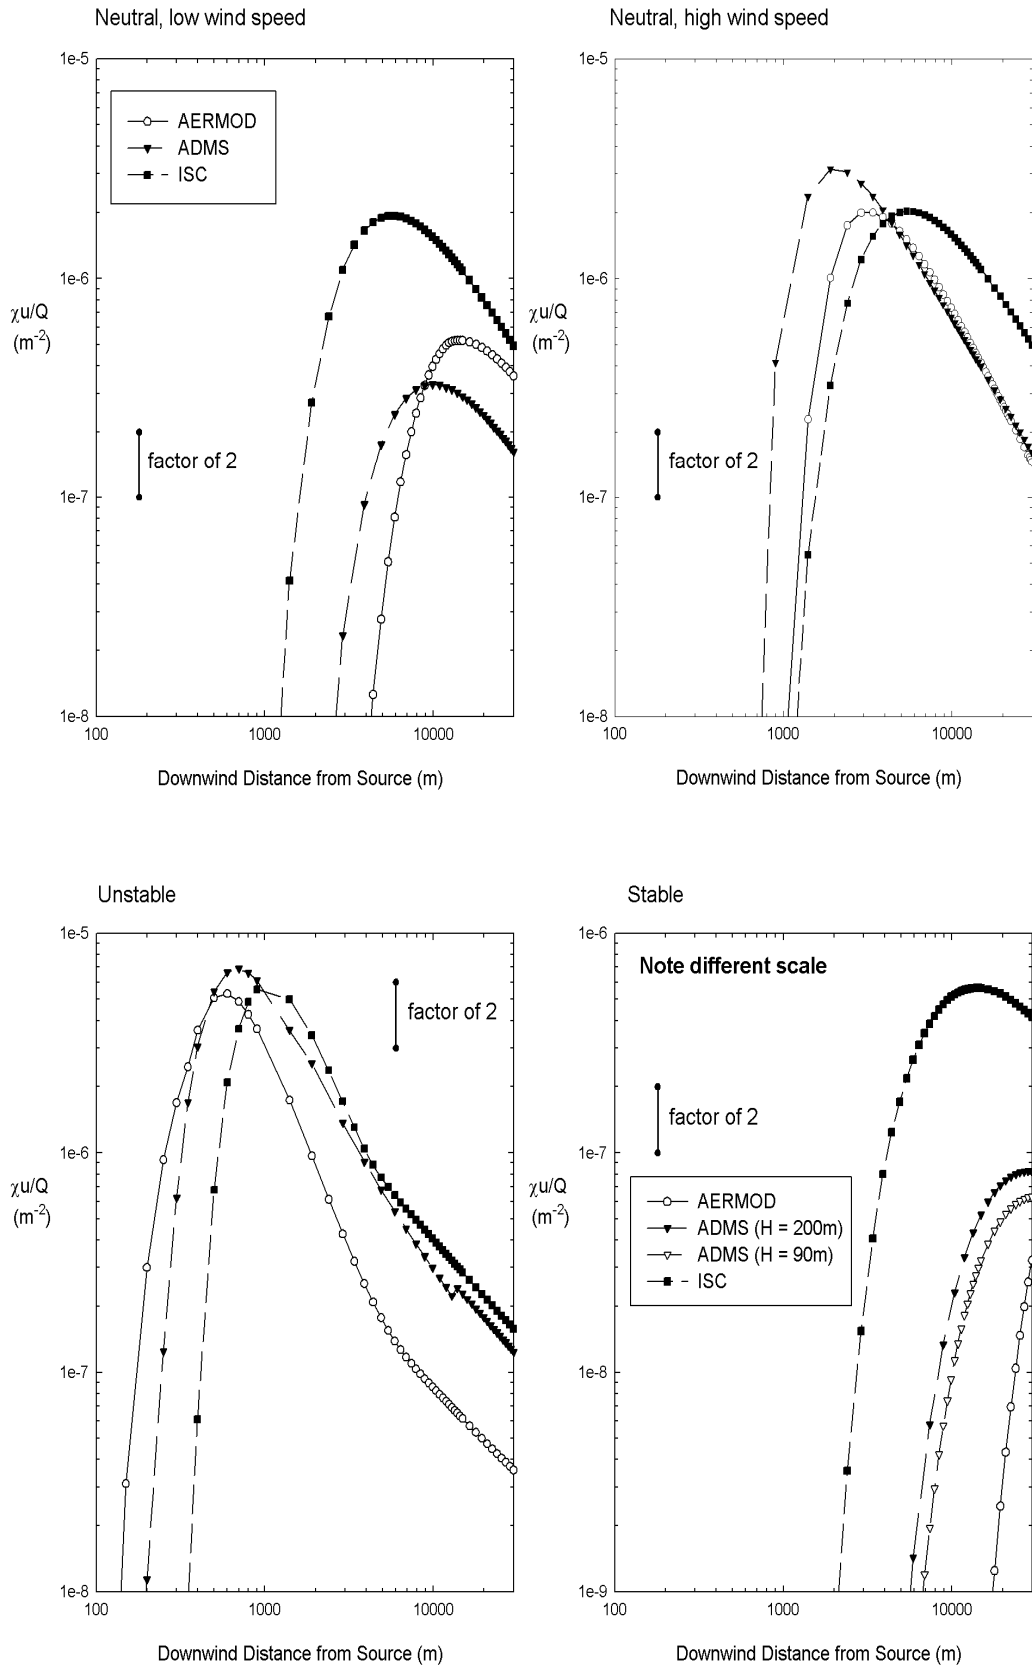 Neutral, low wind speed
1e-5
AERMOD
ADMS
ISC
1e-6
χu/Q
(m-2)
factor of 2
1e-7
1e-8
100
1000
10000
Downwind Distance from Source (m)
Neutral, high wind speed
1e-5
1e-6
χu/Q
(m-2)
factor of 2
1e-7
1e-8
100
1000
10000
Downwind Distance from Source (m)
Unstable
1e-5
factor of 2
1e-6
χu/Q
(m-2)
1e-7
1e-8
100
1000
10000
Downwind Distance from Source (m)
Stable
1e-6
Note different scale
factor of 2
1e-7
χu/Q
(m-2)
AERMOD
ADMS (H = 200m)
ADMS (H = 90m)
ISC
1e-8
1e-9
100
1000
10000
Downwind Distance from Source (m)